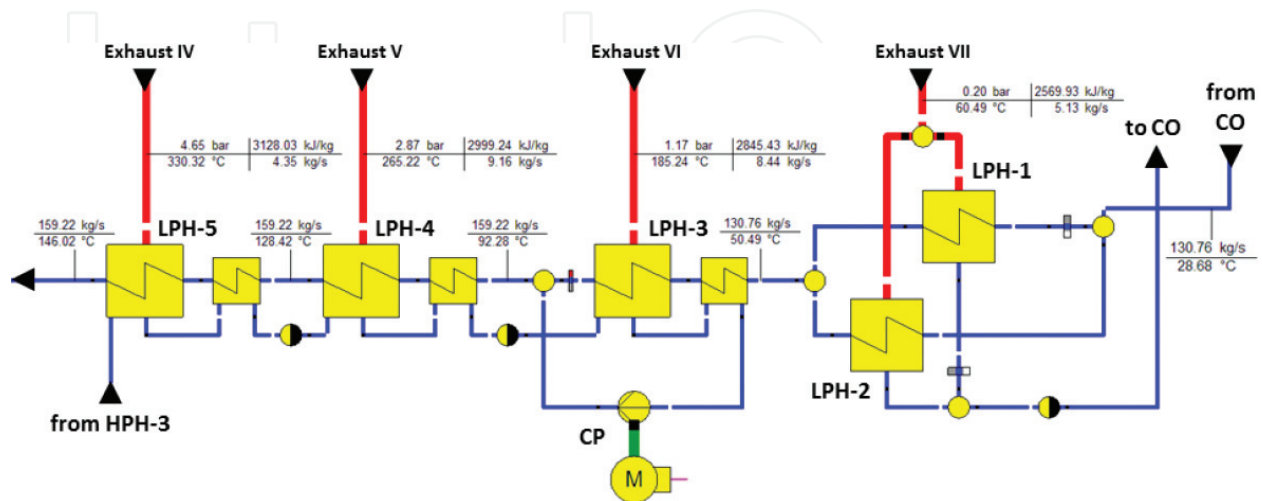 Exhaust IV
Exhaust V
Exhaust VI
Exhaust VII
4.65 bar 3128.03 kJ/kg
330.32 °C 4.35 kg/s
2.87 bar 2999.24 kJ/kg
265.22 °C 9.16 kg/s
1.17 bar 2845.43 kJ/kg
185.24 °C 8.44 kg/s
0.20 bar 2569.93 kJ/kg
60.49 °C 5.13 kg/s
to CO
from
CO
159.22 kg/s
146.02 °C
LPH-5
159.22 kg/s
128.42 °C
LPH-4
159.22 kg/s
92.28 °C
LPH-3
130.76 kg/s
50.49 °C
LPH-1
130.76 kg/s
28.68 °C
LPH-2
from HPH-3
CP
M